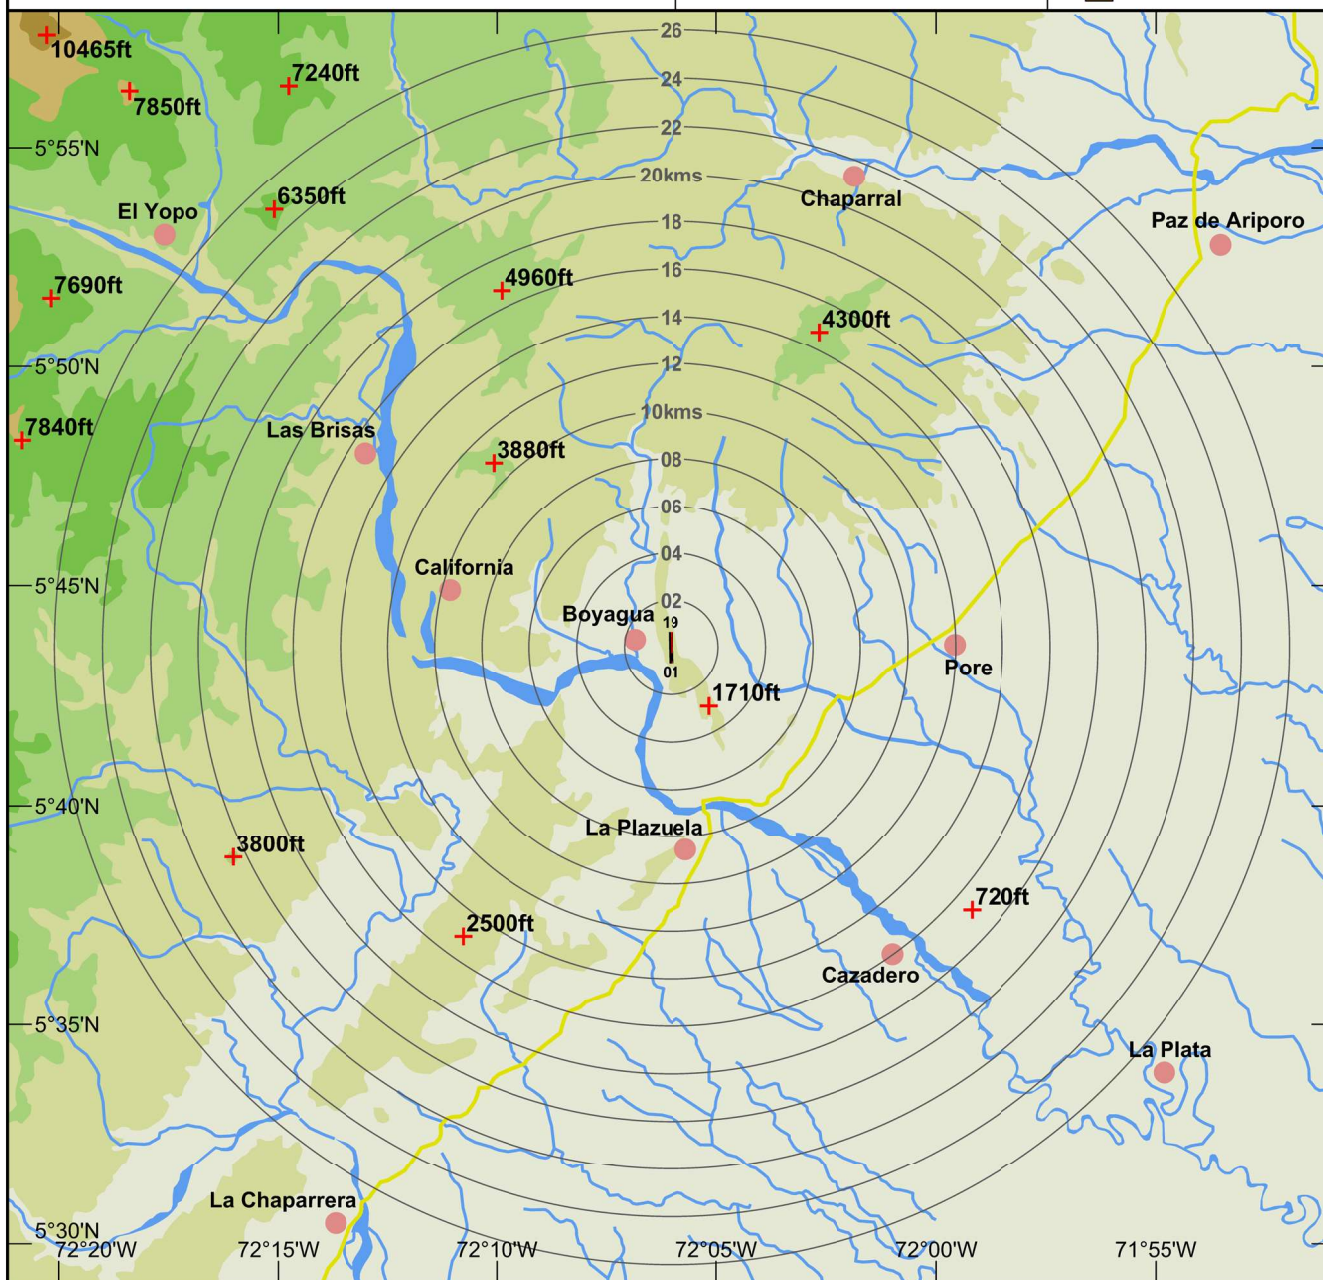 26
10465ft
7240ft
24
7850ft
22
5°55'N
20kms
Chaparral
6350ft
El Yopo
18
Paz de Ariporo
16
4960ft
7690ft
14
4300ft
12
5°50'N
10kms
7840ft
Las Brisas
08
3880ft
06
04
California
5°45'N
02
Boyagua
19
01
Pore
1710ft
5°40'N
La Plazuela
3800ft
720ft
2500ft
Cazadero
5°35'N
La Plata
La Chaparrera
5°30'N
72°20'W 72°15'W 72°10'W 72°05'W 72°00'W 71°55'W